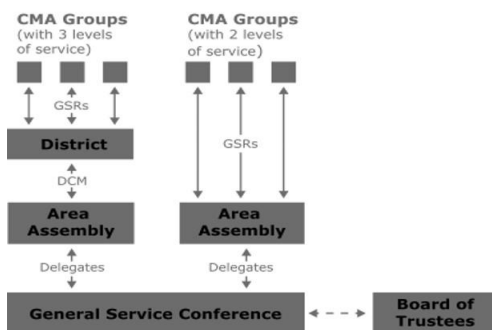 CMA Groups
(with 3 levels
of service)
CMA Groups
(with 2 levels
of service)
GSRs
GSRs
District
DCM
Area
Assembly
Area
Assembly
Delegates
Delegates
General Service Conference
Board of
Trustees